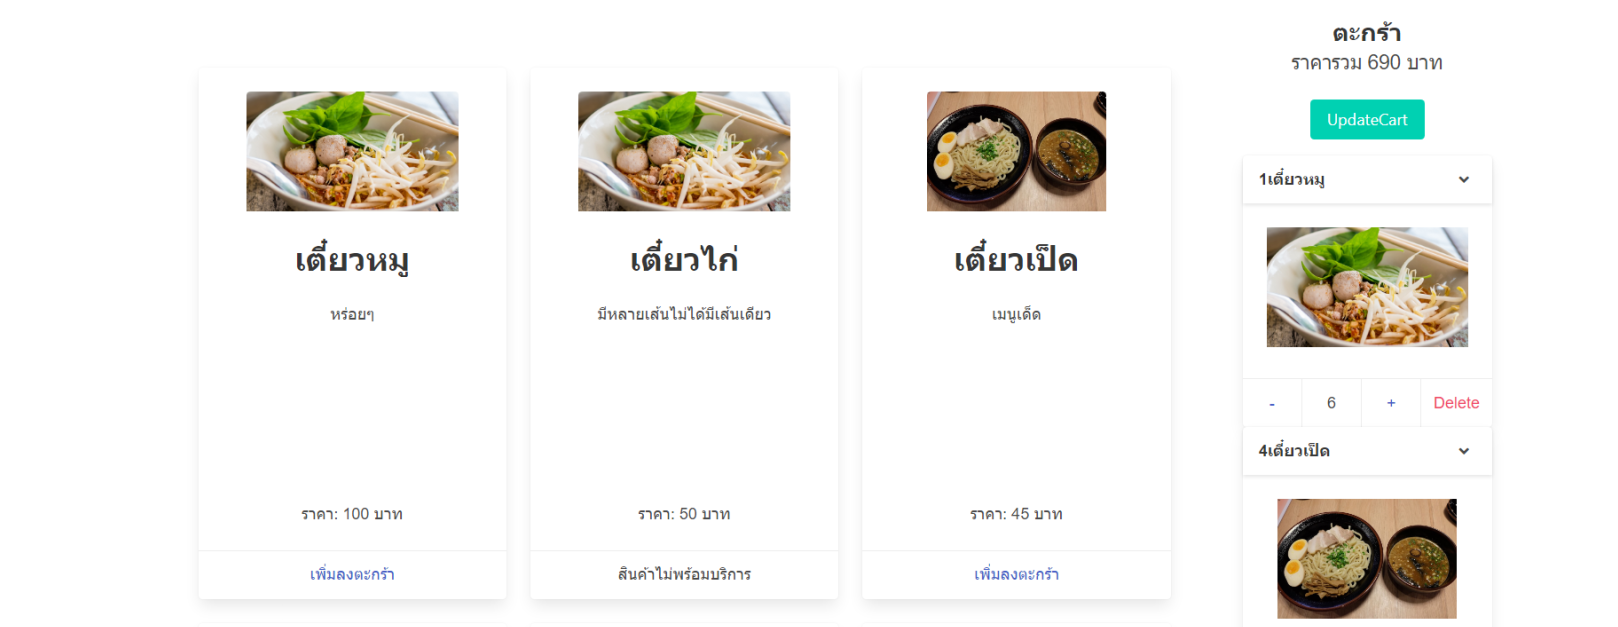 เตี๋ยวหมู
หร่อยๆ
ราคา: 100 บาท
เพิ่มลงตะกร้า
เตี๋ยวไก่
มีหลายเส้นไม่ได้มีเส้นเดียว
ราคา: 50 บาท
สินค้าไม่พร้อมบริการ
เตี๋ยวเป็ด
เมนูเด็ด
ราคา: 45 บาท
เพิ่มลงตะกร้า
ตะกร้า
ราคารวม 690 บาท
UpdateCart
1เตี๋ยวหมู
- 6 + Delete
4เตี๋ยวเป็ด